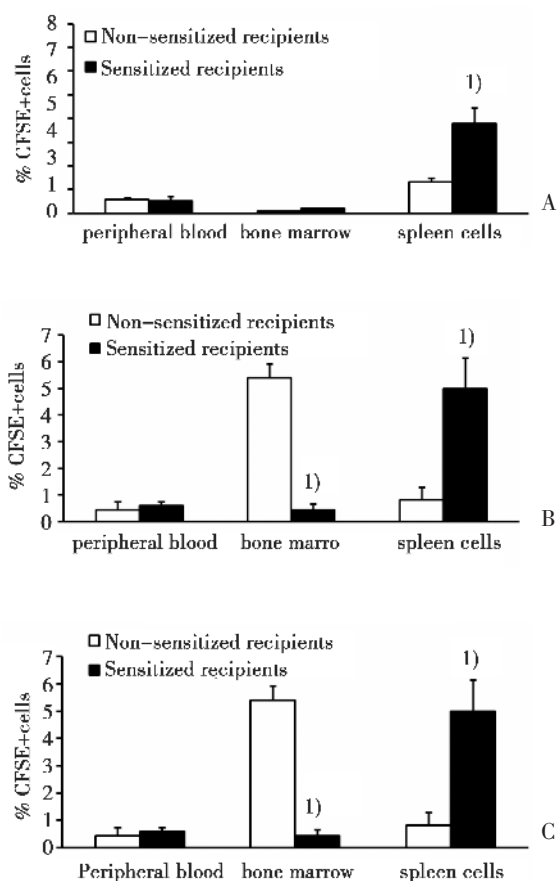 8
Non-sensitized recipients
7
Sensitized recipients
6
5
4
3
2
1
0
% CFSE+cells
1)
peripheral blood
bone marrow
spleen cells
A
Non-sensitized recipients
Sensitized recipients
7
6
5
4
3
2
1
0
% CFSE+cells
1)
1)
peripheral blood
bone marro
spleen cells
B
Non-sensitized recipients
Sensitized recipients
7
6
5
4
3
2
1
0
% CFSE+cells
1)
1)
Peripheral blood
bone marrow
spleen cells
C